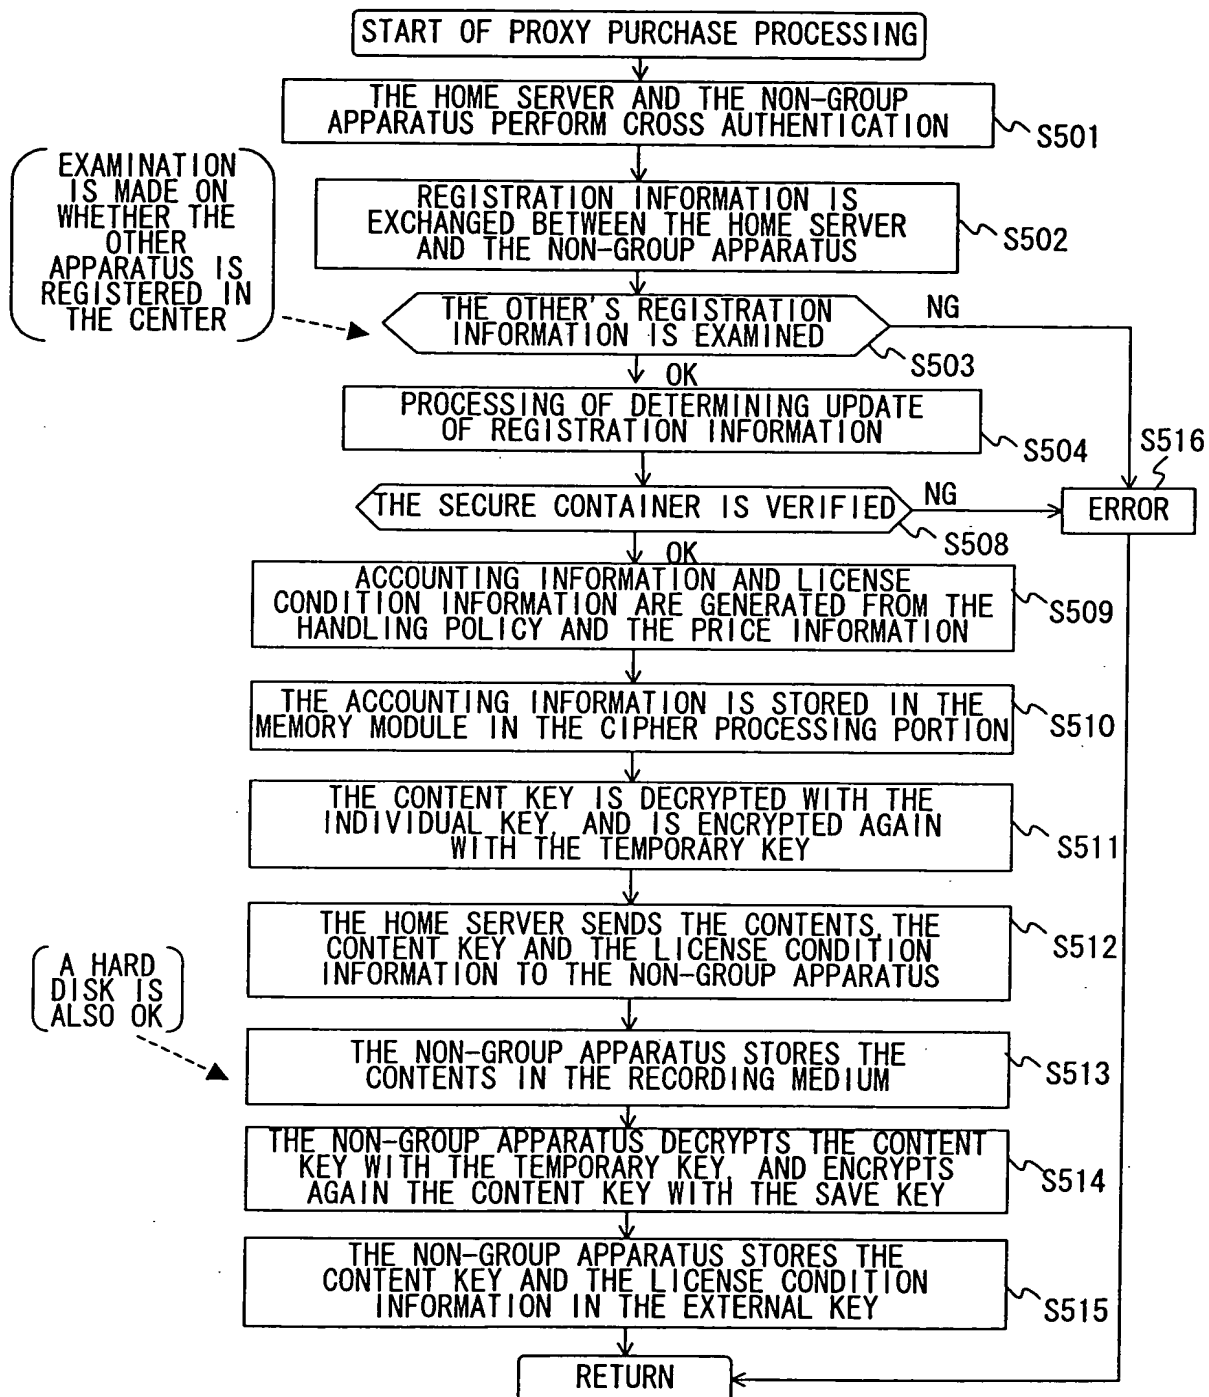 START OF PROXY PURCHASE PROCESSING
THE HOME SERVER AND THE NON-GROUP
APPARATUS PERFORM CROSS AUTHENTICATION
S501
EXAMINATION
IS MADE ON
WHETHER THE
OTHER
APPARATUS IS
REGISTERED IN
THE CENTER
REGISTRATION INFORMATION IS
EXCHANGED BETWEEN THE HOME SERVER
AND THE NON-GROUP APPARATUS
S502
THE OTHER'S REGISTRATION
INFORMATION IS EXAMINED
NG
S503
OK
PROCESSING OF DETERMINING UPDATE
OF REGISTRATION INFORMATION
S504
S516
THE SECURE CONTAINER IS VERIFIED
NG
ERROR
S508
OK
ACCOUNTING INFORMATION AND LICENSE
CONDITION INFORMATION ARE GENERATED FROM THE
HANDLING POLICY AND THE PRICE INFORMATION
S509
THE ACCOUNTING INFORMATION IS STORED IN THE
MEMORY MODULE IN THE CIPHER PROCESSING PORTION
S510
THE CONTENT KEY IS DECRYPTED WITH THE
INDIVIDUAL KEY, AND IS ENCRYPTED AGAIN
WITH THE TEMPORARY KEY
S511
THE HOME SERVER SENDS THE CONTENTS, THE
CONTENT KEY AND THE LICENSE CONDITION
INFORMATION TO THE NON-GROUP APPARATUS
S512
A HARD
DISK IS
ALSO OK
THE NON-GROUP APPARATUS STORES THE
CONTENTS IN THE RECORDING MEDIUM
S513
THE NON-GROUP APPARATUS DECRYPTS THE CONTENT
KEY WITH THE TEMPORARY KEY, AND ENCRYPTS
AGAIN THE CONTENT KEY WITH THE SAVE KEY
S514
THE NON-GROUP APPARATUS STORES THE
CONTENT KEY AND THE LICENSE CONDITION
INFORMATION IN THE EXTERNAL KEY
S515
RETURN